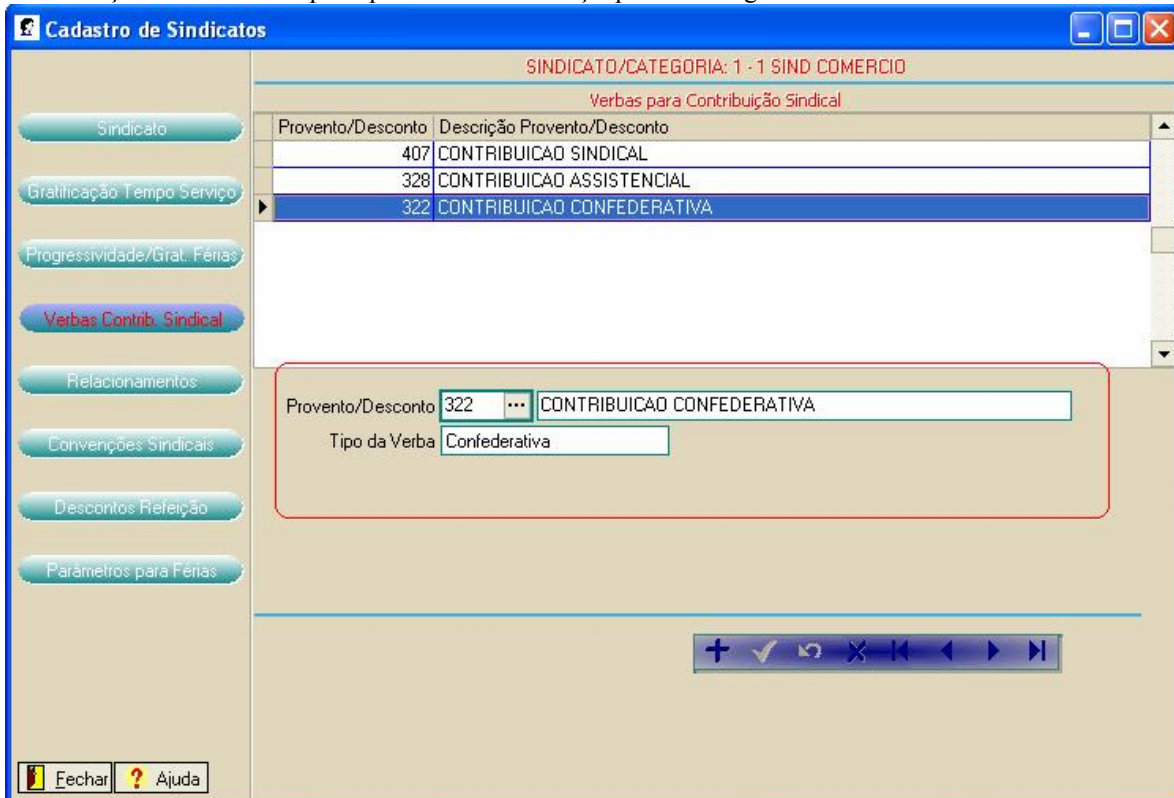 Cadastro de Sindicatos
SINDICATO/CATEGORIA: 1 - 1 SIND COMERCIO
Verbas para Contribuição Sindical
Sindicato
Gratificação Tempo Serviço
Progressividade/Grat. Férias
Verbas Contrib. Sindical
Relacionamentos
Convenções Sindicais
Descontos Refeição
Parâmetros para Férias
Provento/Desconto Descrição Provento/Desconto
407 CONTRIBUICAO SINDICAL
328 CONTRIBUICAO ASSISTENCIAL
322 CONTRIBUICAO CONFEDERATIVA
Provento/Desconto 322 ... CONTRIBUICAO CONFEDERATIVA
Tipo da Verba Confederativa
Fechar ? Ajuda